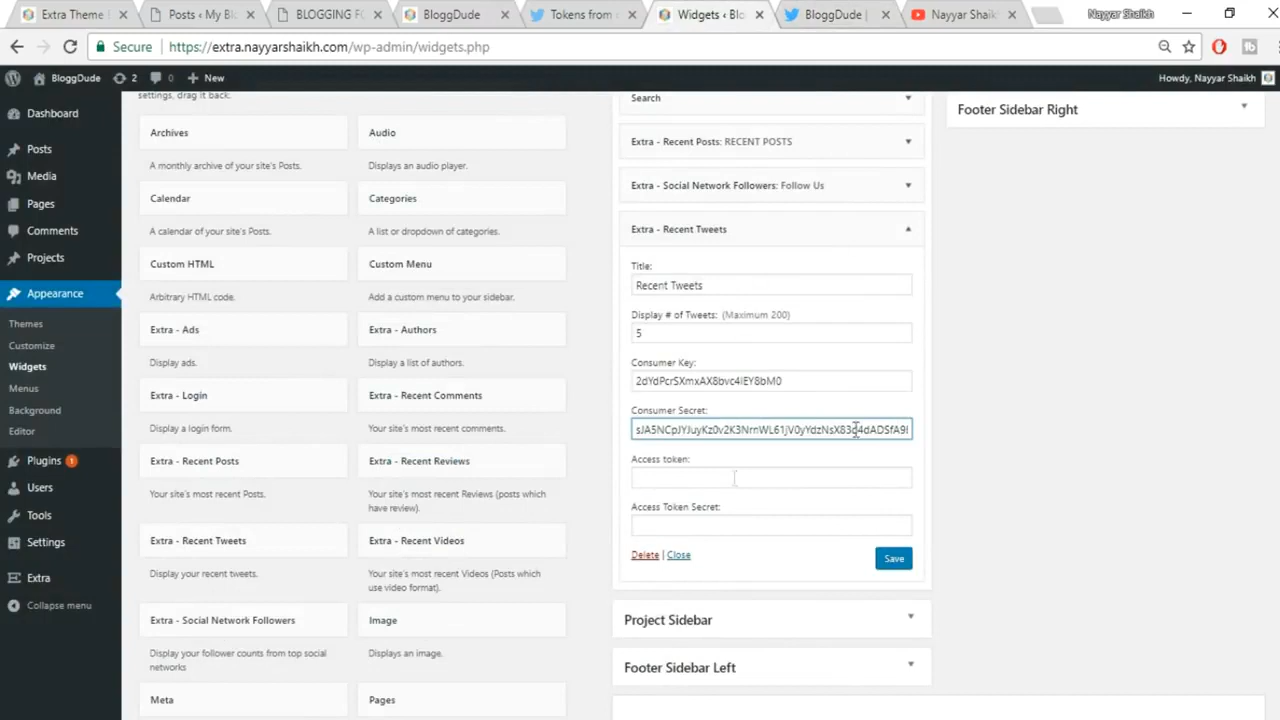 Extra Theme
Posts ‹ My Bl
BLOGGING F
BloggDude
Tokens from
Widgets ‹ Blo
BloggDude |
Nayyar Shaik
Nayyar Shaikh
Secure
https://extra.nayyarshaikh.com/wp-admin/widgets.php
BloggDude
2
0
New
Howdy, Nayyar Shaikh
Dashboard
Posts
Media
Pages
Comments
Projects
Appearance
Themes
Customize
Widgets
Menus
Background
Editor
Plugins 1
Users
Tools
Settings
Extra
Collapse menu
settings, drag it back.
Archives
A monthly archive of your site's Posts.
Audio
Displays an audio player.
Calendar
A calendar of your site's Posts.
Categories
A list or dropdown of categories.
Custom HTML
Arbitrary HTML code.
Custom Menu
Add a custom menu to your sidebar.
Extra - Ads
Display ads.
Extra - Authors
Display a list of authors.
Extra - Login
Display a login form.
Extra - Recent Comments
Your site's most recent comments.
Extra - Recent Posts
Your site's most recent Posts.
Extra - Recent Reviews
Your site's most recent Reviews (posts which
have review).
Extra - Recent Tweets
Display your recent tweets.
Extra - Recent Videos
Your site's most recent Videos (Posts which
use video format).
Extra - Social Network Followers
Display your follower counts from top social
networks
Image
Displays an image.
Meta
Pages
Search
Extra - Recent Posts: RECENT POSTS
Extra - Social Network Followers: Follow Us
Extra - Recent Tweets
Title:
Recent Tweets
Display # of Tweets: (Maximum 200)
5
Consumer Key:
Consumer Secret:
Access token:
Access Token Secret:
Delete | Close
Save
Project Sidebar
Footer Sidebar Left
Footer Sidebar Right